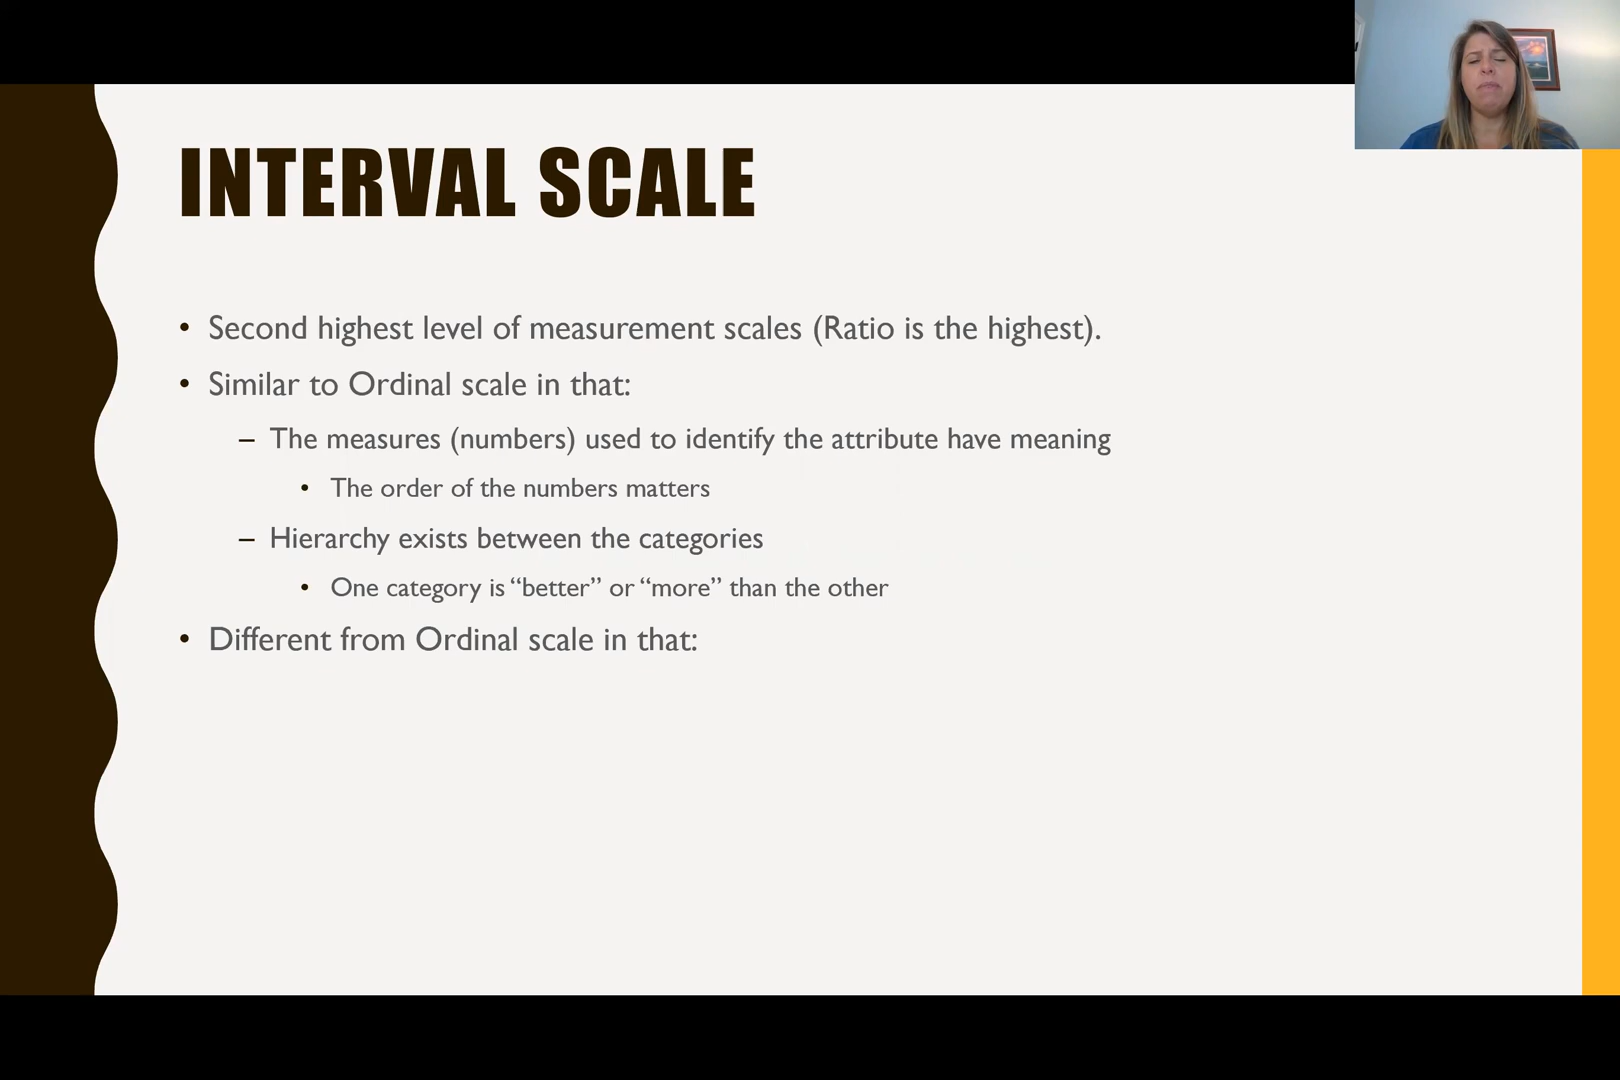 INTERVAL SCALE
• Second highest level of measurement scales (Ratio is the highest).
• Similar to Ordinal scale in that:
– The measures (numbers) used to identify the attribute have meaning
• The order of the numbers matters
– Hierarchy exists between the categories
• One category is “better” or “more” than the other
• Different from Ordinal scale in that: